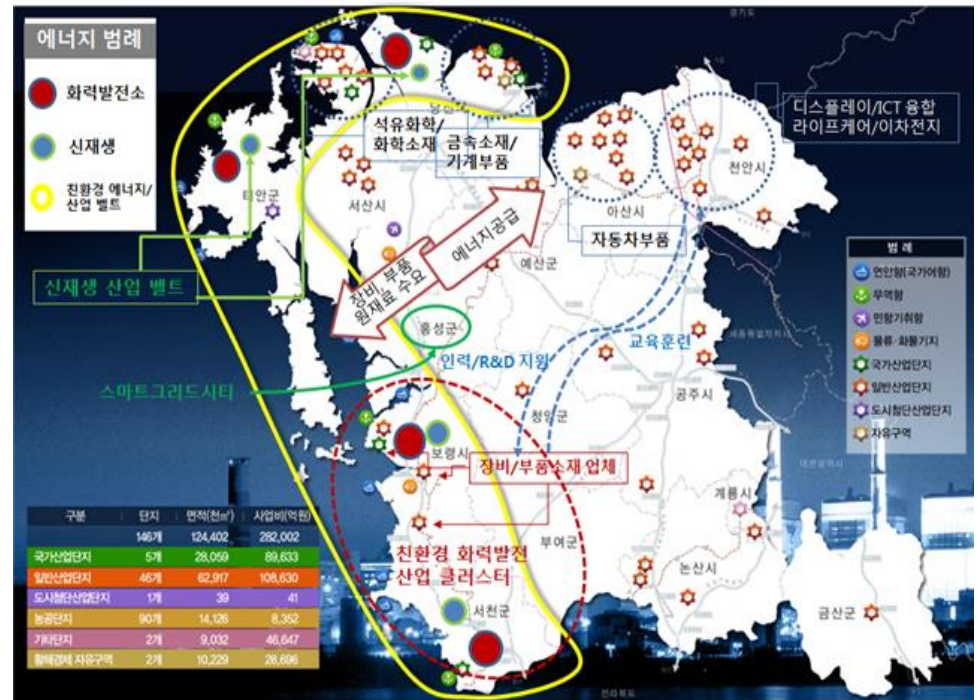 경기도
에너지 범례
화력발전소
신재생
친환경 에너지/
산업 벨트
석유화학/
화학소재
금속소재/
기계부품
디스플레이/ICT 융합
라이프케어/이차전지
천안시
아산시
자동차부품
태안군
서산시
에너지공급
예산군
장비, 부품
원재료 수요
신재생 산업 벨트
홍성군
인력/R&D 지원
교육훈련
스마트그리드시티
청양군
공주시
보령시
장비/부품소재 업체
계룡시
부여군
논산시
친환경 화력발전
산업 클러스터
서천군
금산군
전라북도
범 례
연안항(국가어항)
무역항
민항기취항
물류·화물기지
국가산업단지
일반산업단지
도시첨단산업단지
자유구역
구분 단지 면적(천㎡) 사업비(억원)
146개 124,402 282,002
국가산업단지 5개 28,059 89,633
일반산업단지 46개 62,917 108,630
도시첨단산업단지 1개 39 41
농공단지 90개 14,126 8,352
기타단지 2개 9,032 46,647
황해경제 자유구역 2개 10,229 28,696